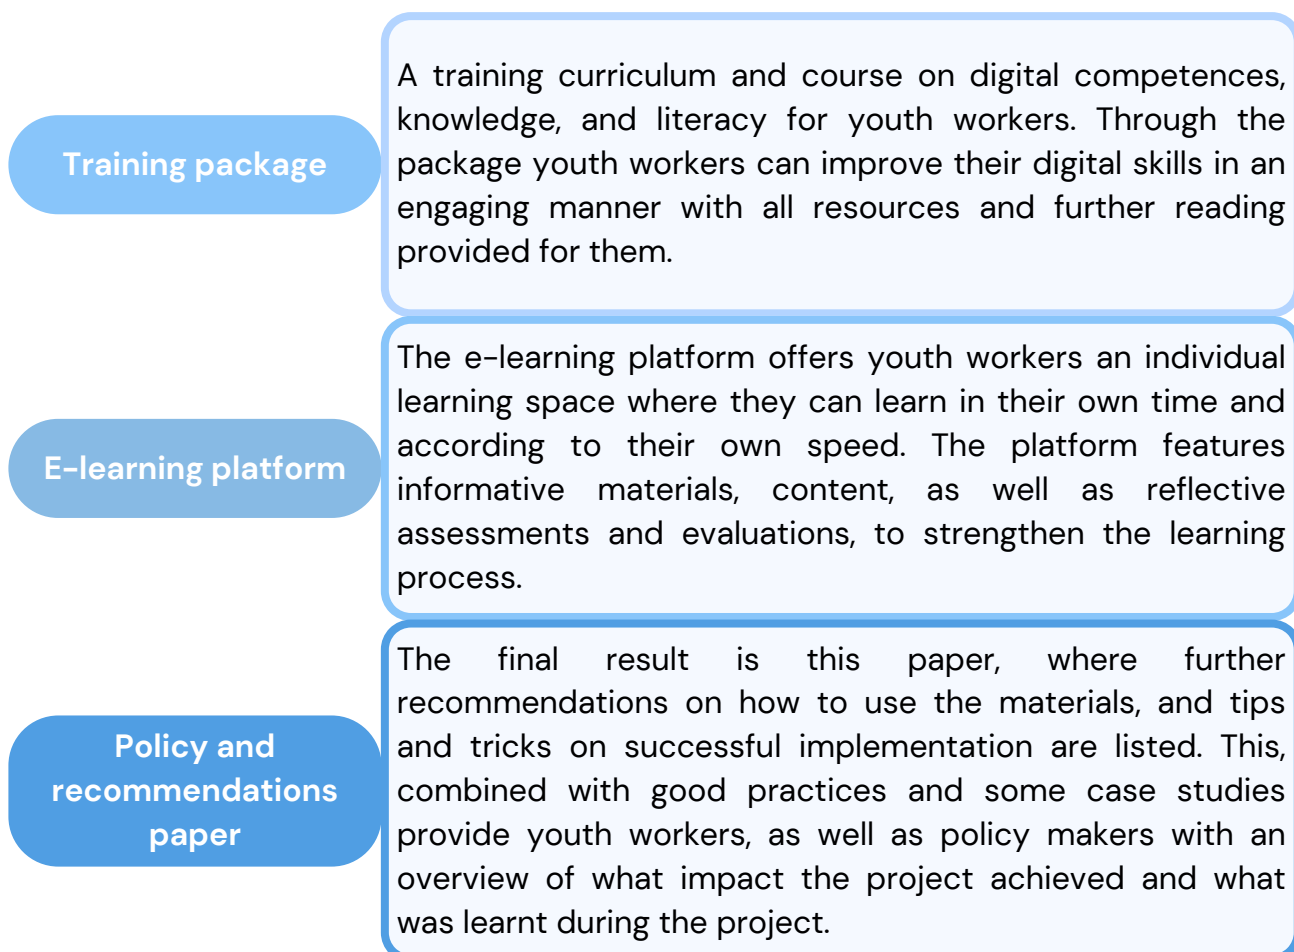 Training package
A training curriculum and course on digital competences,
knowledge, and literacy for youth workers. Through the
package youth workers can improve their digital skills in an
engaging manner with all resources and further reading
provided for them.
E-learning platform
The e-learning platform offers youth workers an individual
learning space where they can learn in their own time and
according to their own speed. The platform features
informative materials, content, as well as reflective
assessments and evaluations, to strengthen the learning
process.
Policy and
recommendations
paper
The final result is this paper, where further
recommendations on how to use the materials, and tips
and tricks on successful implementation are listed. This,
combined with good practices and some case studies
provide youth workers, as well as policy makers with an
overview of what impact the project achieved and what
was learnt during the project.